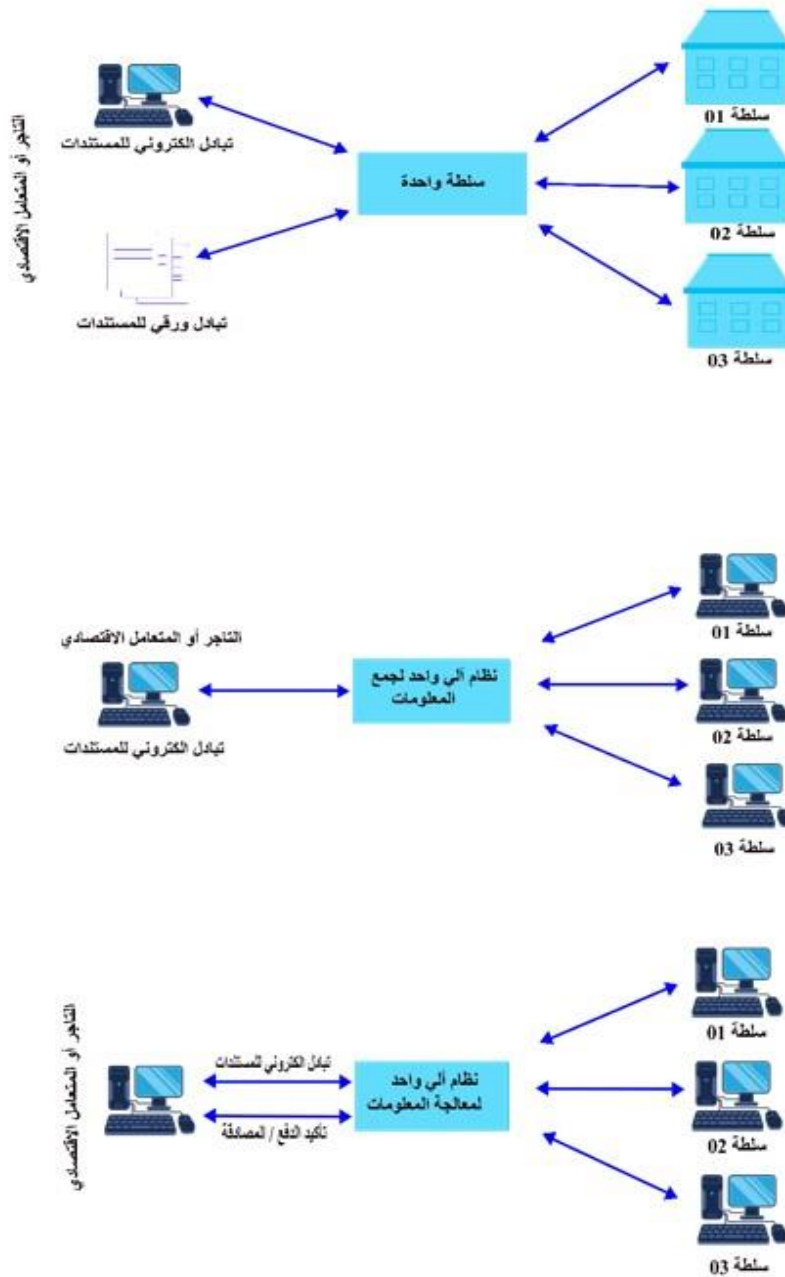 التاجر أو المتعامل الاقتصادي
تبادل الكتروني للمستندات
تبادل ورقي للمستندات
سلطة واحدة
سلطة 01
سلطة 02
سلطة 03
التاجر أو المتعامل الاقتصادي
تبادل الكتروني للمستندات
نظام آلي واحد لجمع
المعلومات
سلطة 01
سلطة 02
سلطة 03
التاجر أو المتعامل الاقتصادي
تبادل الكتروني للمستندات
تأكيد الدفع / المصادقة
نظام آلي واحد
لمعالجة المعلومات
سلطة 01
سلطة 02
سلطة 03